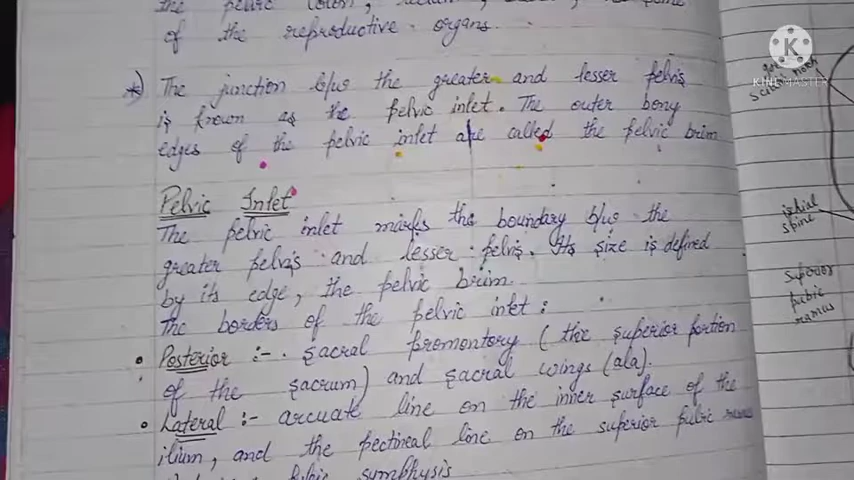 the pelvic colon,
of the reproductive organs.
*) The junction b/w the greater and lesser pelvis
is known as the pelvic inlet. The outer bony
edges of the pelvic inlet are called the pelvic brim
Pelvic Inlet
The pelvic inlet marks the boundary b/w the
greater pelvis and lesser pelvis. Its size is defined
by its edge, the pelvic brim.
The borders of the pelvic inlet :
• Posterior :- sacral promontory (the superior portion
of the sacrum) and sacral wings (ala).
• Lateral :- arcuate line on the inner surface of the
ilium, and the pectineal line on the superior pubic ramus
pubic symphysis
KINEMASTER
ischial
spine
superior
pubic
ramus